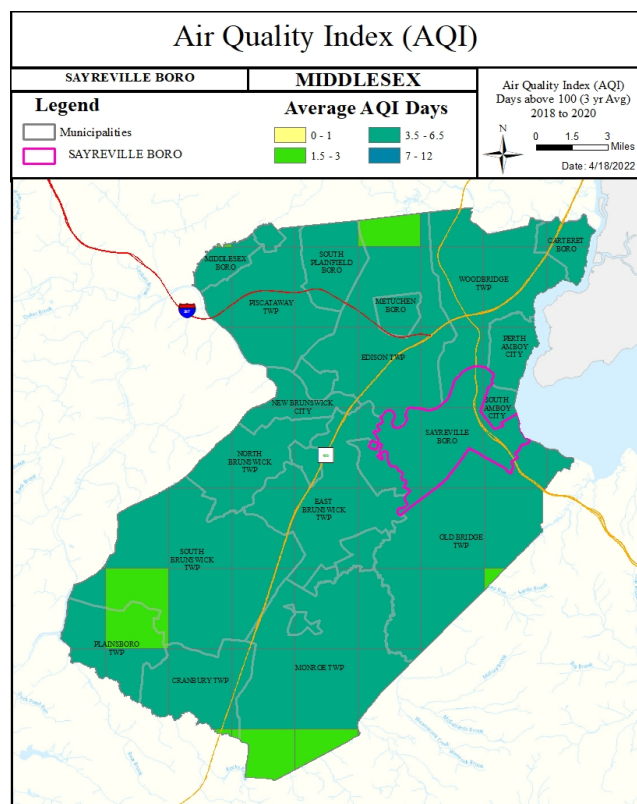 Air Quality Index (AQI)
SAYREVILLE BORO
MIDDLESEX
Legend
Municipalities
SAYREVILLE BORO
Average AQI Days
0 - 1
1.5 - 3
3.5 - 6.5
7 - 12
Air Quality Index (AQI)
Days above 100 (3 yr Avg)
2018 to 2020
N
0 1.5 3
Miles
Date: 4/18/2022
MIDDLESEX
BORO
SOUTH
PLAINFIELD
BORO
CARTERET
BORO
WOODBRIDGE
TWP
PISCATAWAY
TWP
METUCHEN
BORO
PERTH
AMBOY
CITY
EDISON TWP
NEW BRUNSWICK
CITY
SOUTH
AMBOY
CITY
SAYREVILLE
BORO
NORTH
BRUNSWICK
TWP
EAST
BRUNSWICK
TWP
OLD BRIDGE
TWP
SOUTH
BRUNSWICK
TWP
PLAINSBORO
TWP
CRANBURY TWP
MONROE TWP